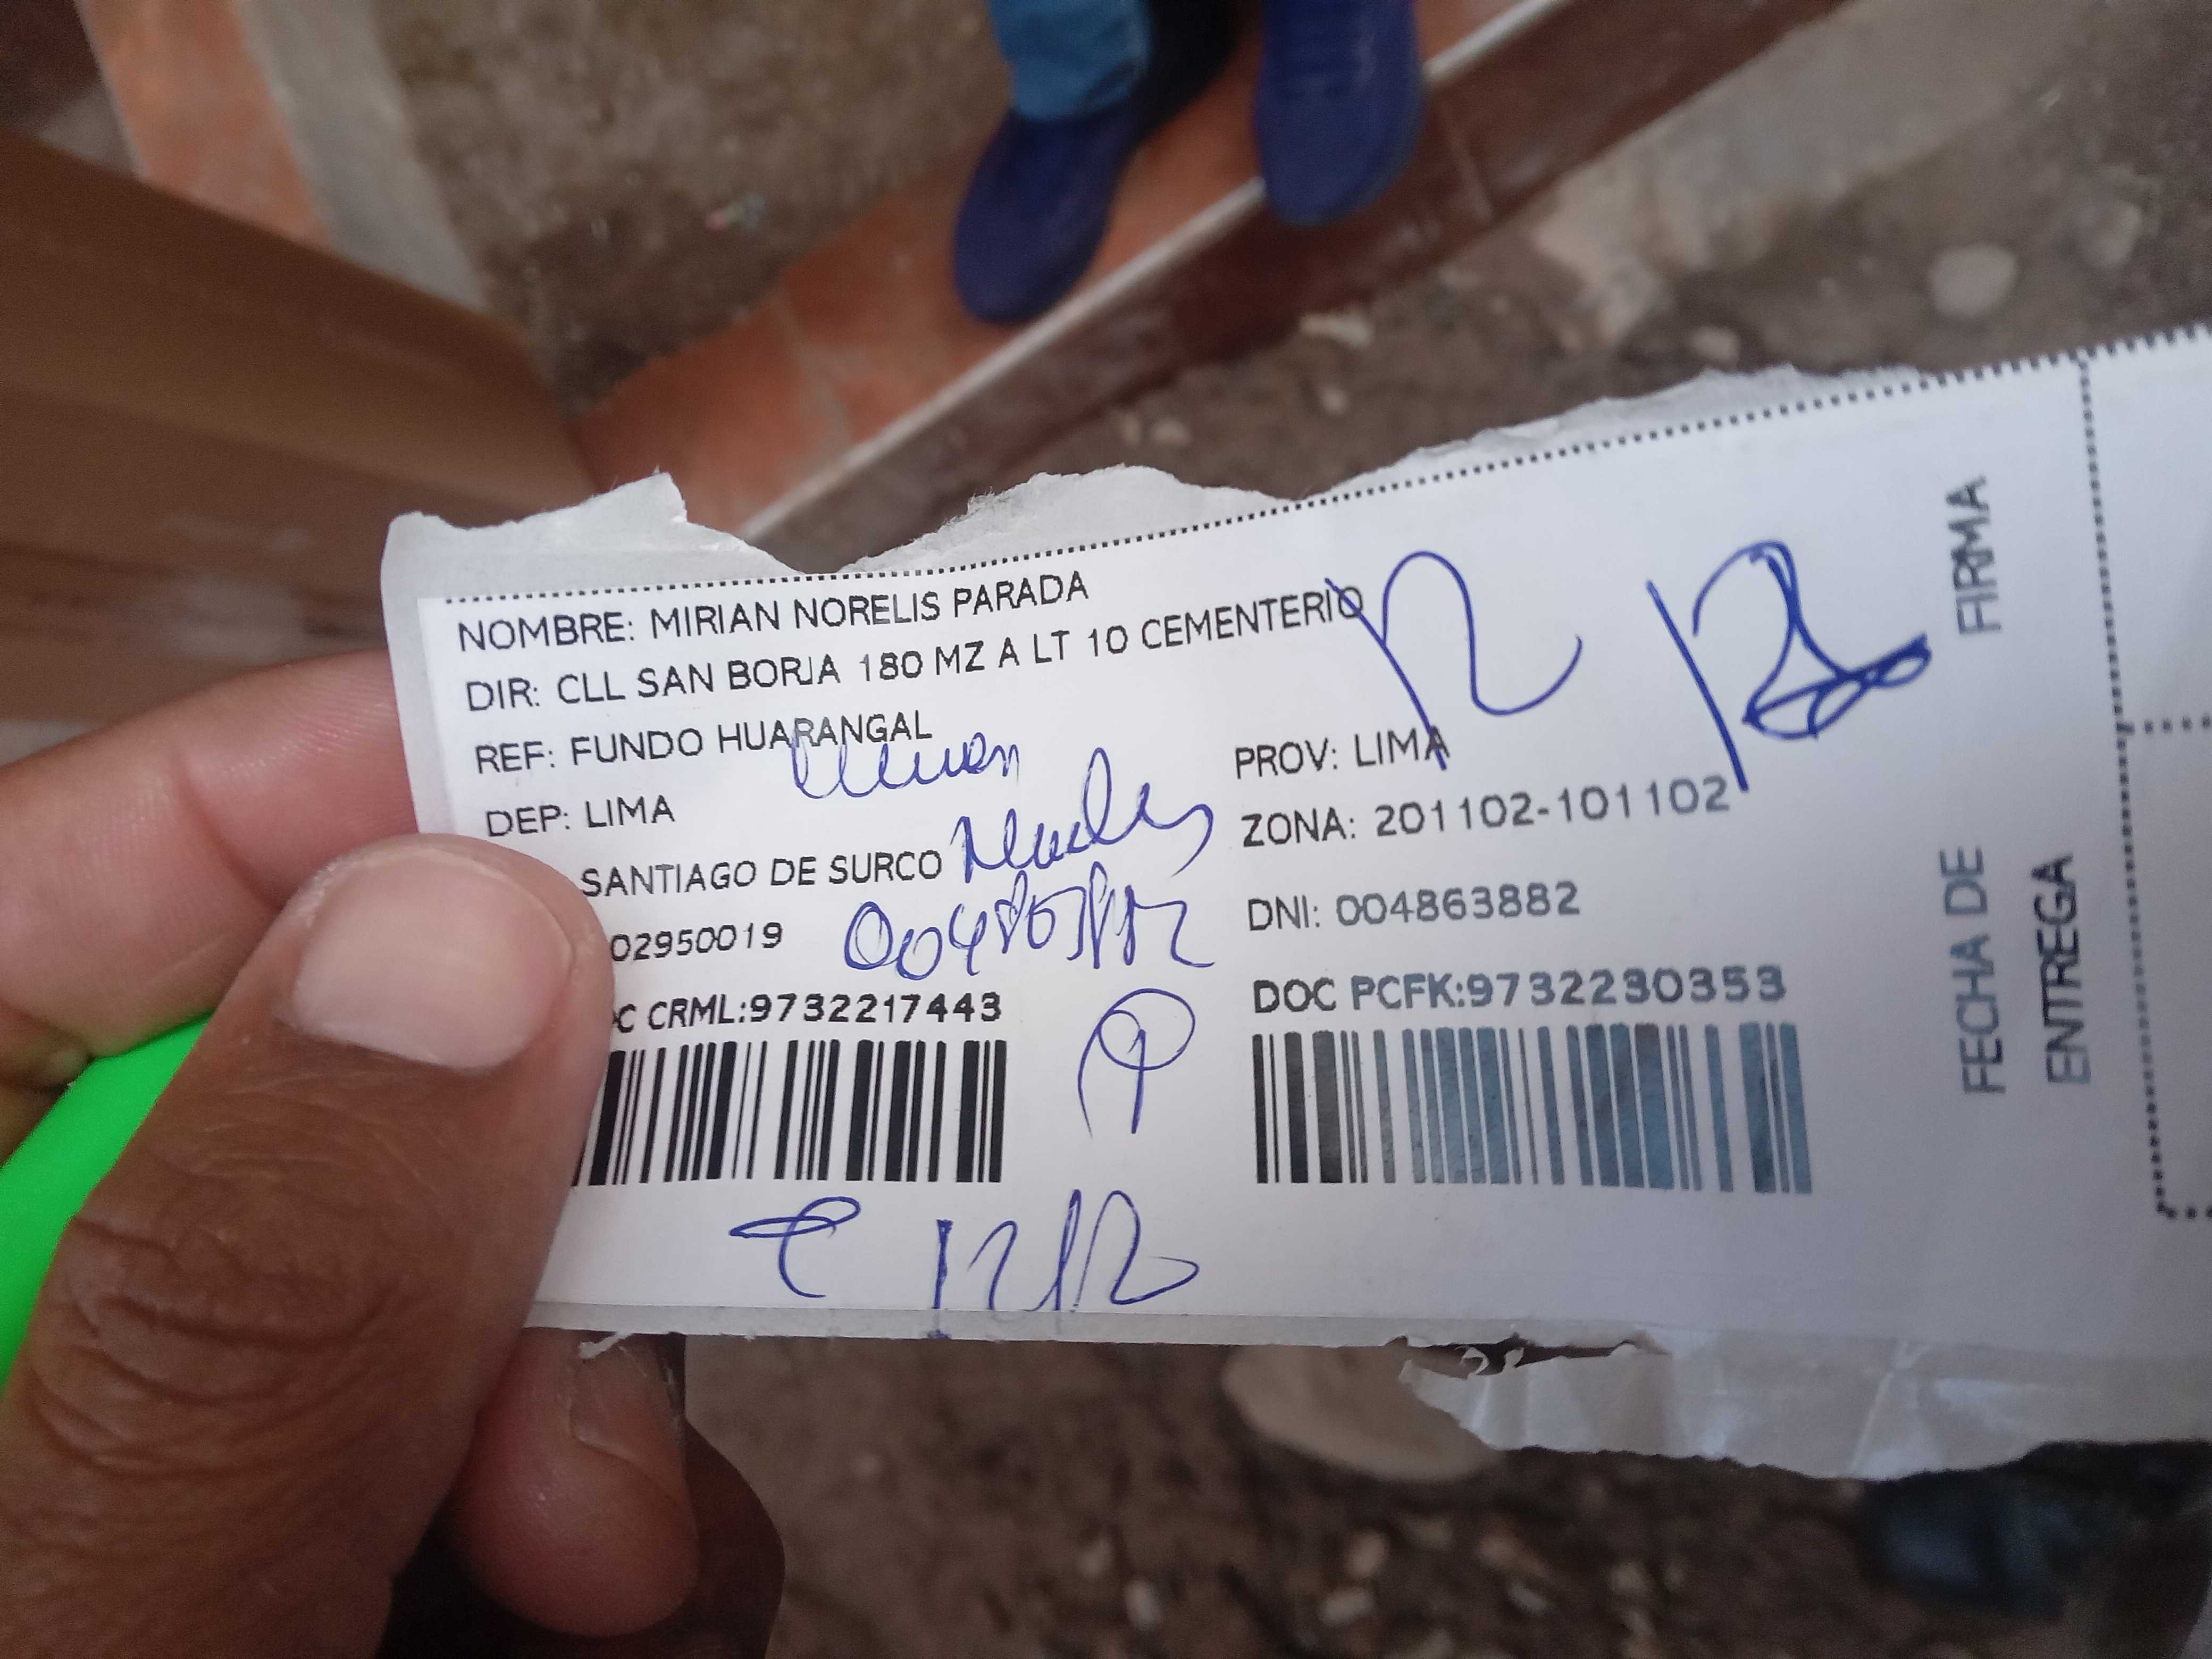 NOMBRE: MIRIAN NORELIS PARADA
DIR: CLL SAN BORJA 180 MZ A LT 10 CEMENTERIO
REF: FUNDO HUARANGAL
DEP: LIMA
PROV: LIMA
SANTIAGO DE SURCO
ZONA: 201102-101102
02950019
DNI: 004863882
C CRML:9732217443
DOC PCFK:9732230353
FIRMA
FECHA DE
ENTREGA